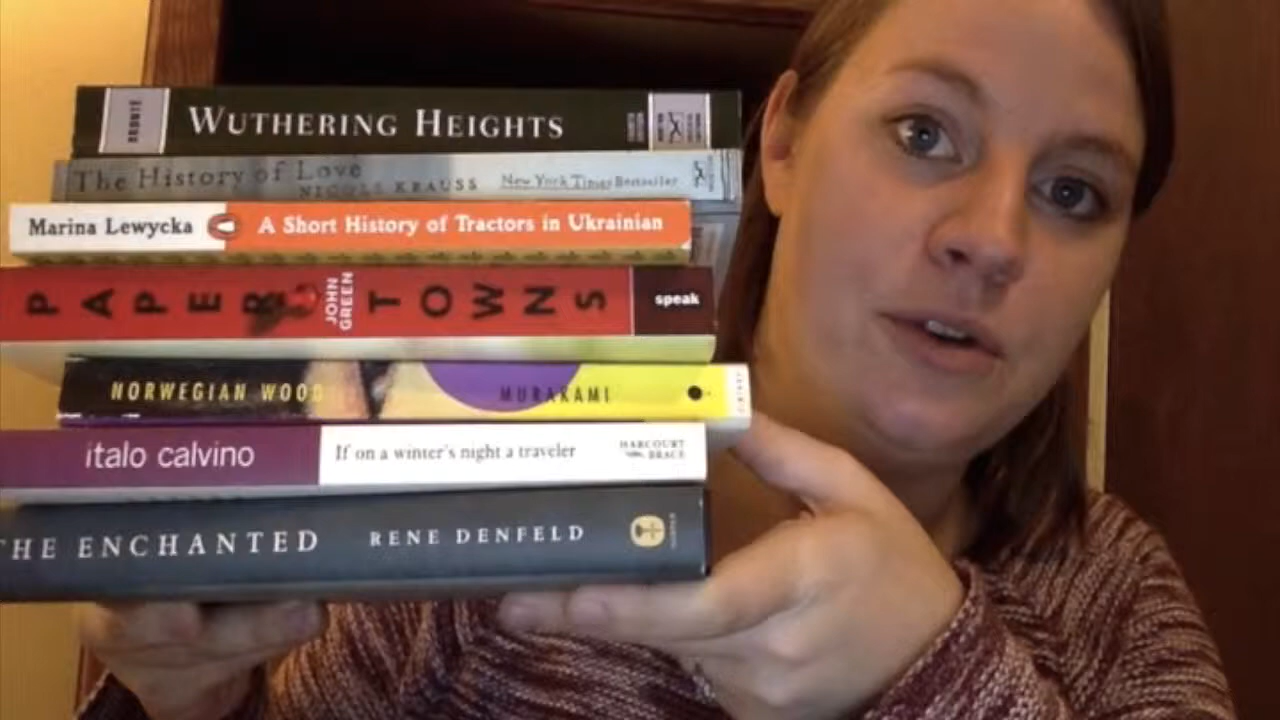 BRONTË WUTHERING HEIGHTS
The History of Love NICOLE KRAUSS New York Times Bestseller
Marina Lewycka A Short History of Tractors in Ukrainian
PAPER JOHN GREEN TOWNS speak
NORWEGIAN WOOD MURAKAMI
italo calvino If on a winter's night a traveler HARCOURT BRACE
THE ENCHANTED RENE DENFELD